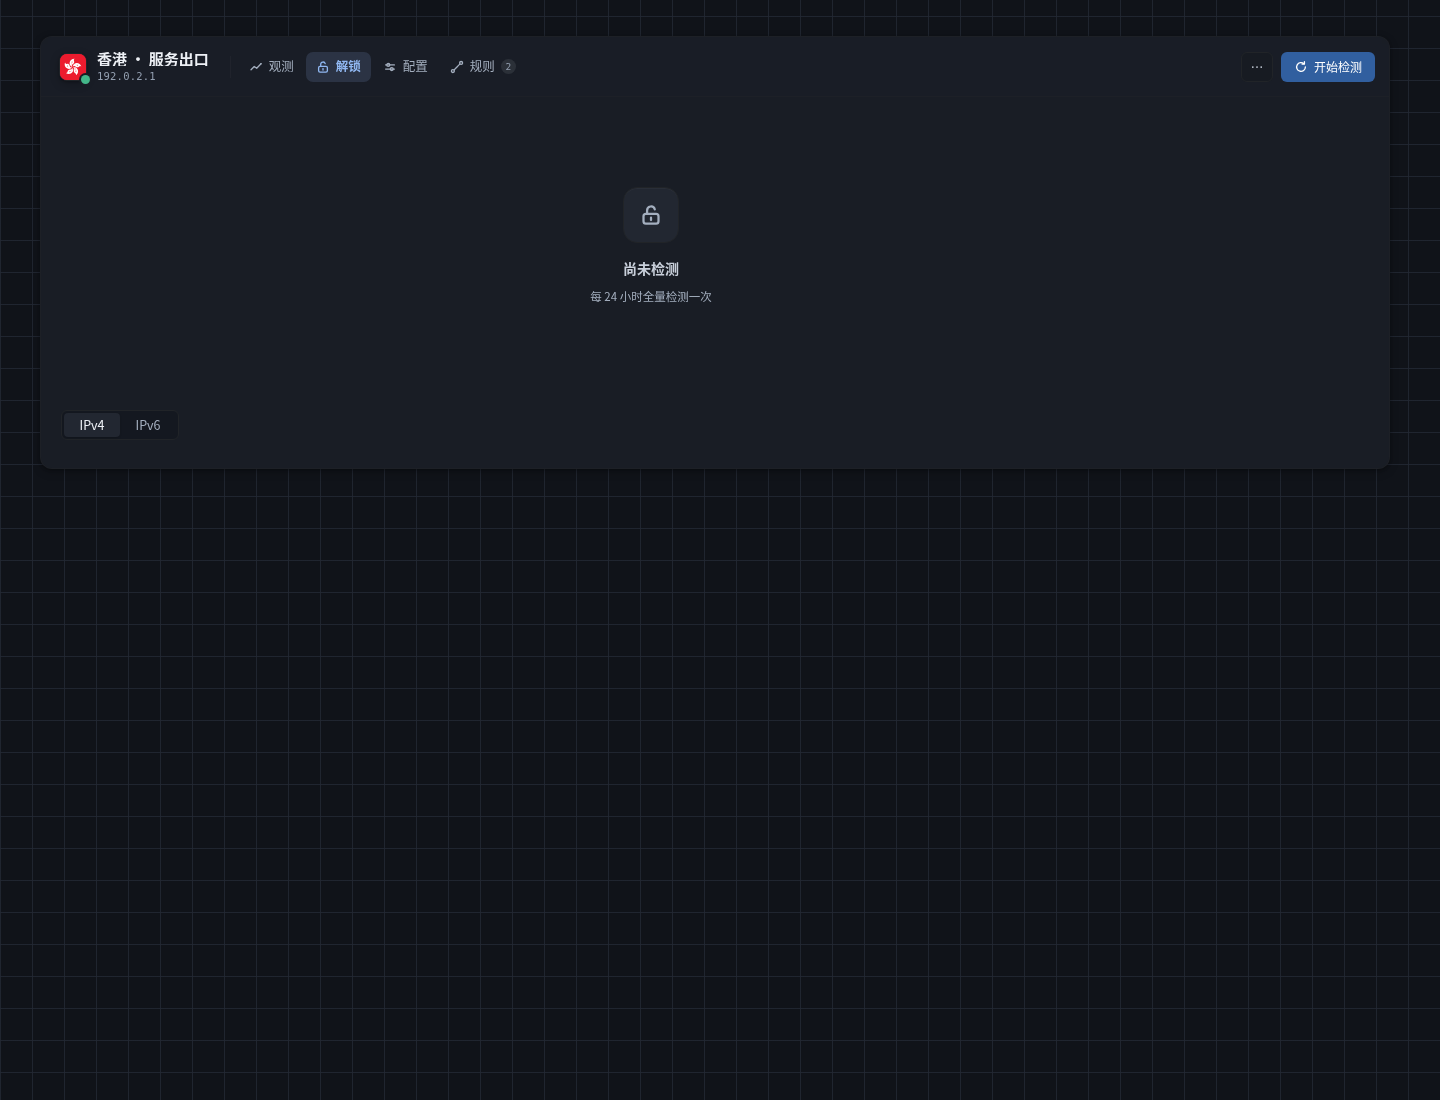 香港 · 服务出口
192.0.2.1
观测
解锁
配置
规则 2
···
开始检测
尚未检测
每 24 小时全量检测一次
IPv4
IPv6